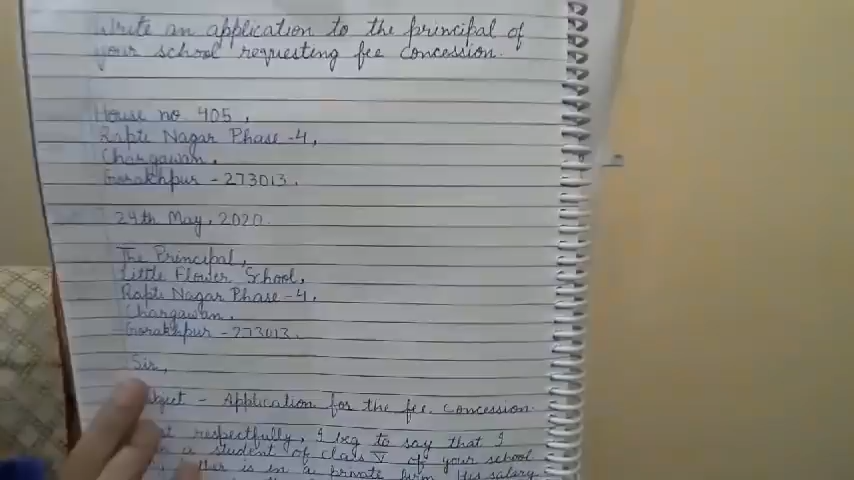 Write an application to the principal of
your school requesting fee concession.
House no 405,
Rapti Nagar Phase -4,
Chargawan,
Gorakhpur - 273013.
24th May, 2020
The Principal,
Little Flower School,
Rapti Nagar Phase -4,
Chargawan,
Gorakhpur - 273013.
Sir,
Application for the fee concession
respectfully, I beg to say that I
a student of class V of your school
is in a private firm His salary